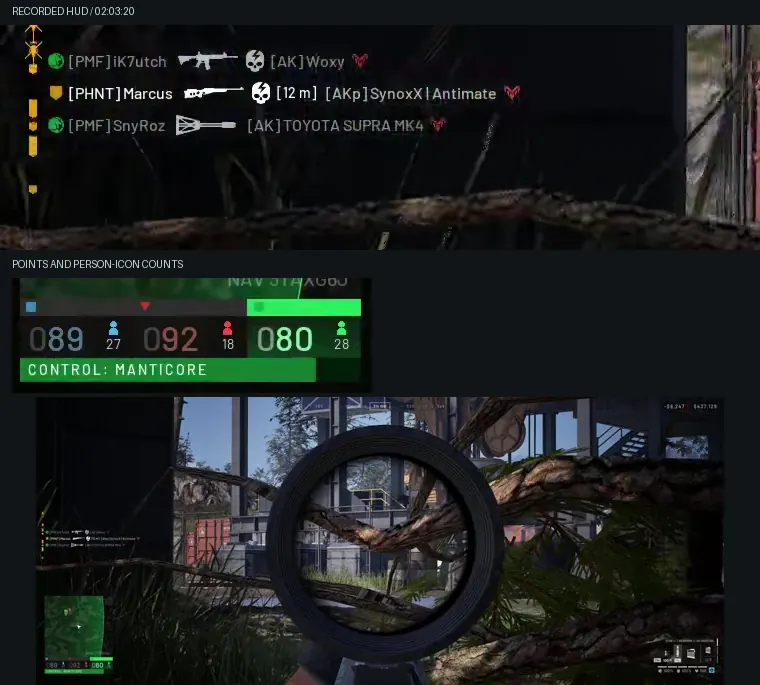 RECORDED HUD / 02:03:20
[PMF] iK7utch [AK] Woxy
[PHNT] Marcus [12 m] [AKp] SynoxX | Antimate
[PMF] SnyRoz [AK] TOYOTA SUPRA MK4
POINTS AND PERSON-ICON COUNTS
089 27 092 18 080 28
CONTROL: MANTICORE